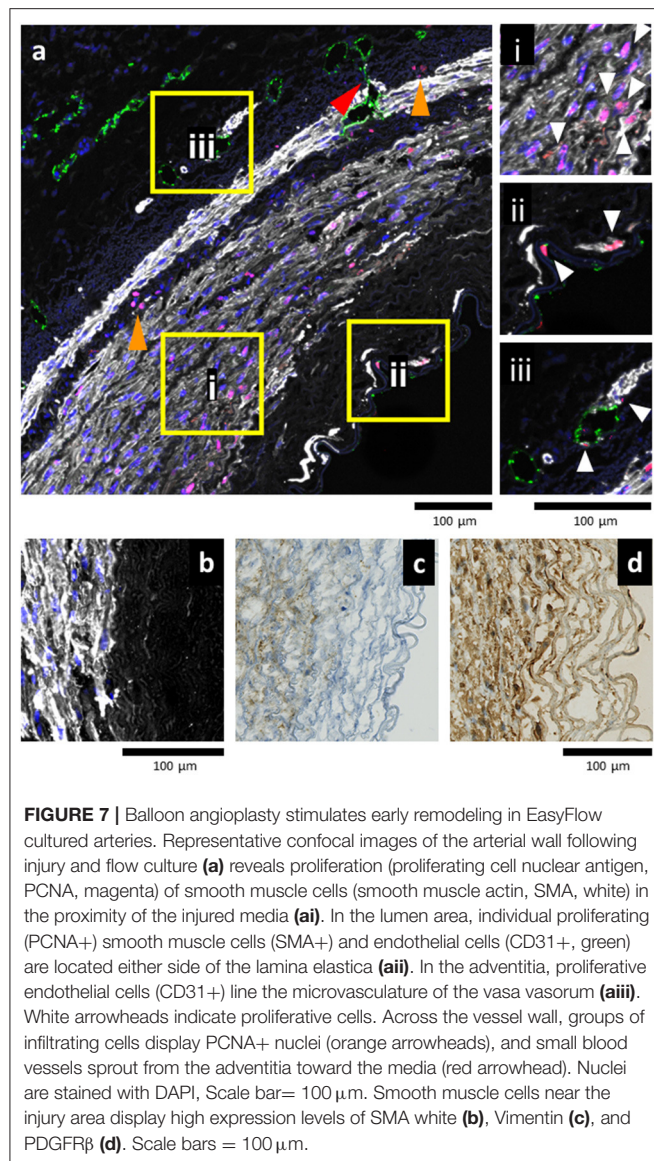 a
iii
i
ii
i
ii
iii
100 µm
100 µm
b
c
d
100 µm
100 µm
FIGURE 7 | Balloon angioplasty stimulates early remodeling in EasyFlow
cultured arteries. Representative confocal images of the arterial wall following
injury and flow culture (a) reveals proliferation (proliferating cell nuclear antigen,
PCNA, magenta) of smooth muscle cells (smooth muscle actin, SMA, white) in
the proximity of the injured media (ai). In the lumen area, individual proliferating
(PCNA+) smooth muscle cells (SMA+) and endothelial cells (CD31+, green)
are located either side of the lamina elastica (aii). In the adventitia, proliferative
endothelial cells (CD31+) line the microvasculature of the vasa vasorum (aiii).
White arrowheads indicate proliferative cells. Across the vessel wall, groups of
infiltrating cells display PCNA+ nuclei (orange arrowheads), and small blood
vessels sprout from the adventitia toward the media (red arrowhead). Nuclei
are stained with DAPI, Scale bar= 100 µm. Smooth muscle cells near the
injury area display high expression levels of SMA white (b), Vimentin (c), and
PDGFRβ (d). Scale bars = 100 µm.